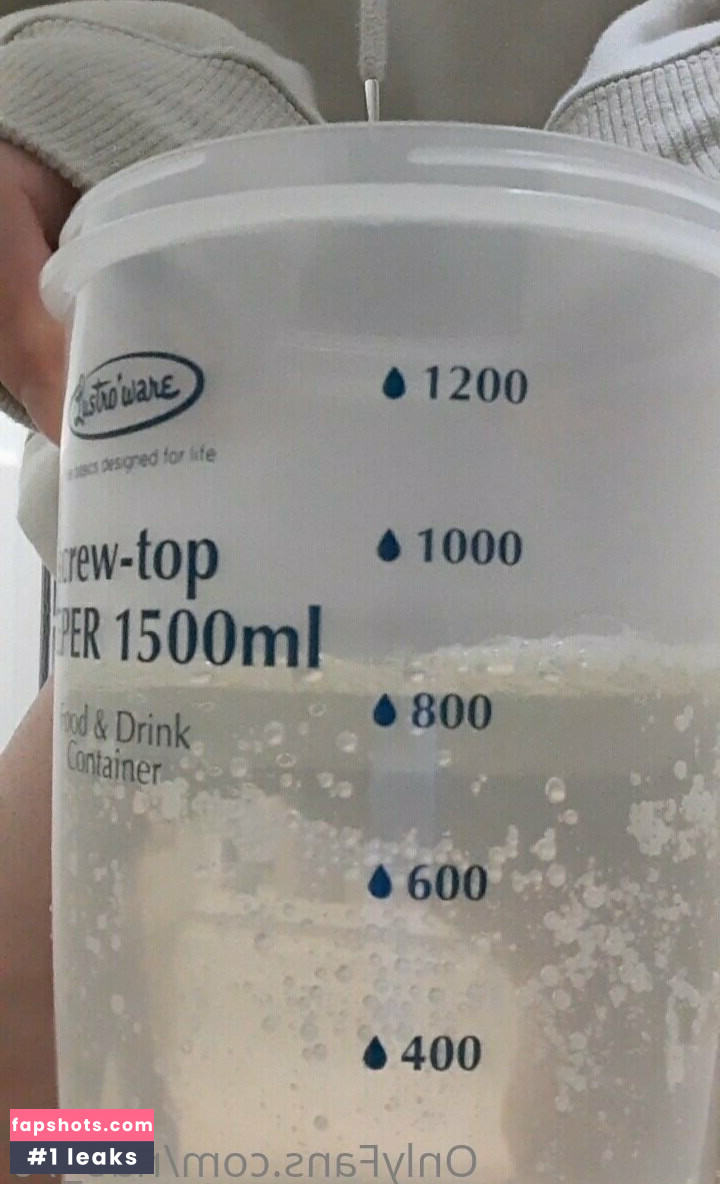 Lustro'ware
designed for life
1200
crew-top
1000
PER 1500ml
800
ood & Drink
Container
600
400
fapshots.com
#1 leaks
OnlyFans.com/